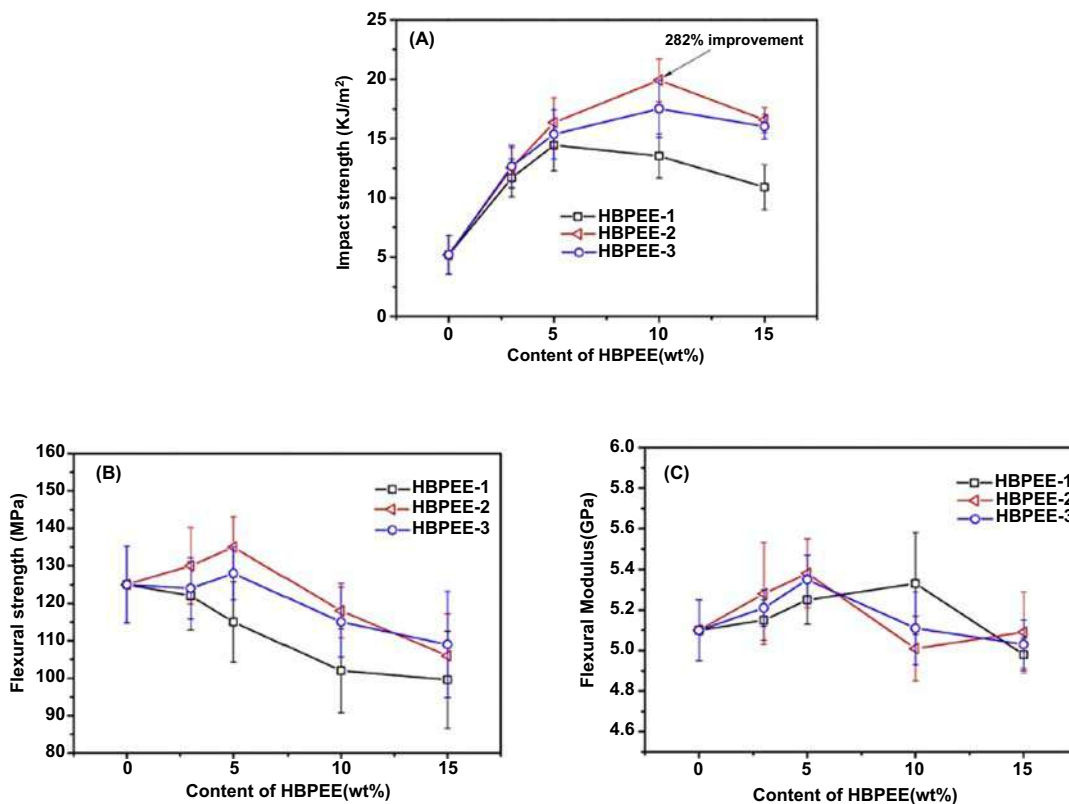 25
(A)
282% improvement
20
15
10
5
0
Impact strength (KJ/m²)
HBPEE-1
HBPEE-2
HBPEE-3
0 5 10 15
Content of HBPEE(wt%)
160
150
140
130
120
110
100
90
80
Flexural strength (MPa)
(B)
HBPEE-1
HBPEE-2
HBPEE-3
0 5 10 15
Content of HBPEE(wt%)
6.0
5.8
5.6
5.4
5.2
5.0
4.8
4.6
Flexural Modulus(GPa)
(C)
HBPEE-1
HBPEE-2
HBPEE-3
0 5 10 15
Content of HBPEE(wt%)